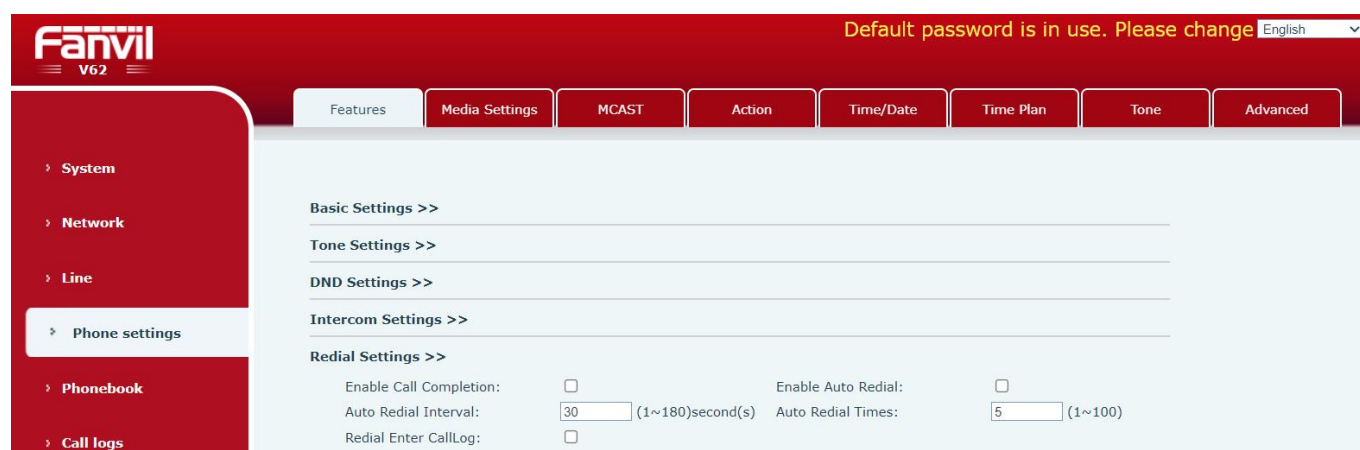 Fanvil
V62
Default password is in use. Please change
English
Features Media Settings MCAST Action Time/Date Time Plan Tone Advanced
› System
› Network
› Line
› Phone settings
› Phonebook
› Call logs
Basic Settings >>
Tone Settings >>
DND Settings >>
Intercom Settings >>
Redial Settings >>
Enable Call Completion: Enable Auto Redial:
Auto Redial Interval: 30 (1~180)second(s) Auto Redial Times: 5 (1~100)
Redial Enter CallLog: